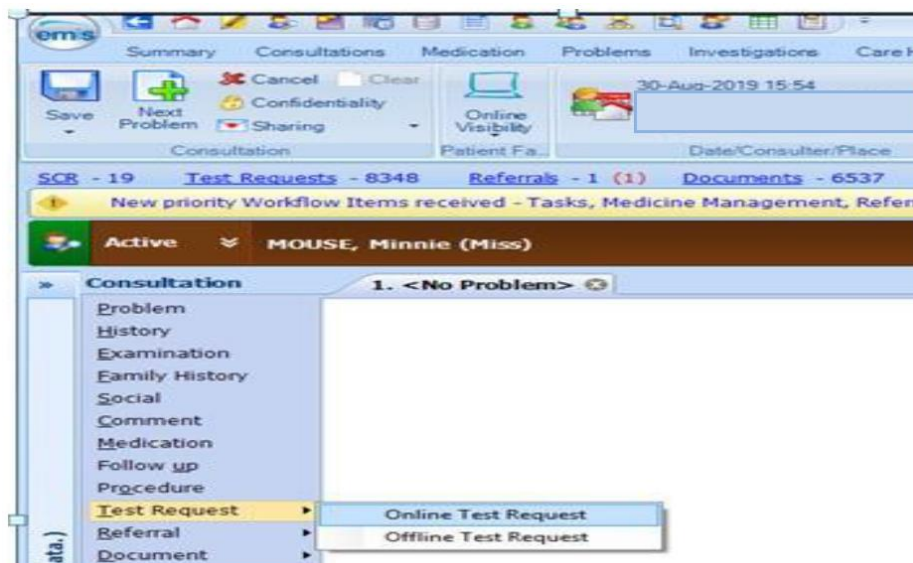 emis
Summary Consultations Medication Problems Investigations Care
Save
Next Problem
Cancel Clear
Confidentiality
Sharing
Consultation
Online Visibility
Patient Fa...
30-Aug-2019 15:54
Date/Consulter/Place
SCR - 19 Test Requests - 8348 Referrals - 1 (1) Documents - 6537
New priority Workflow Items received - Tasks, Medicine Management, Refer
Active MOUSE, Minnie (Miss)
Consultation 1. <No Problem>
Problem
History
Examination
Family History
Social
Comment
Medication
Follow up
Procedure
Test Request Online Test Request
Referral Offline Test Request
Document
ata.)